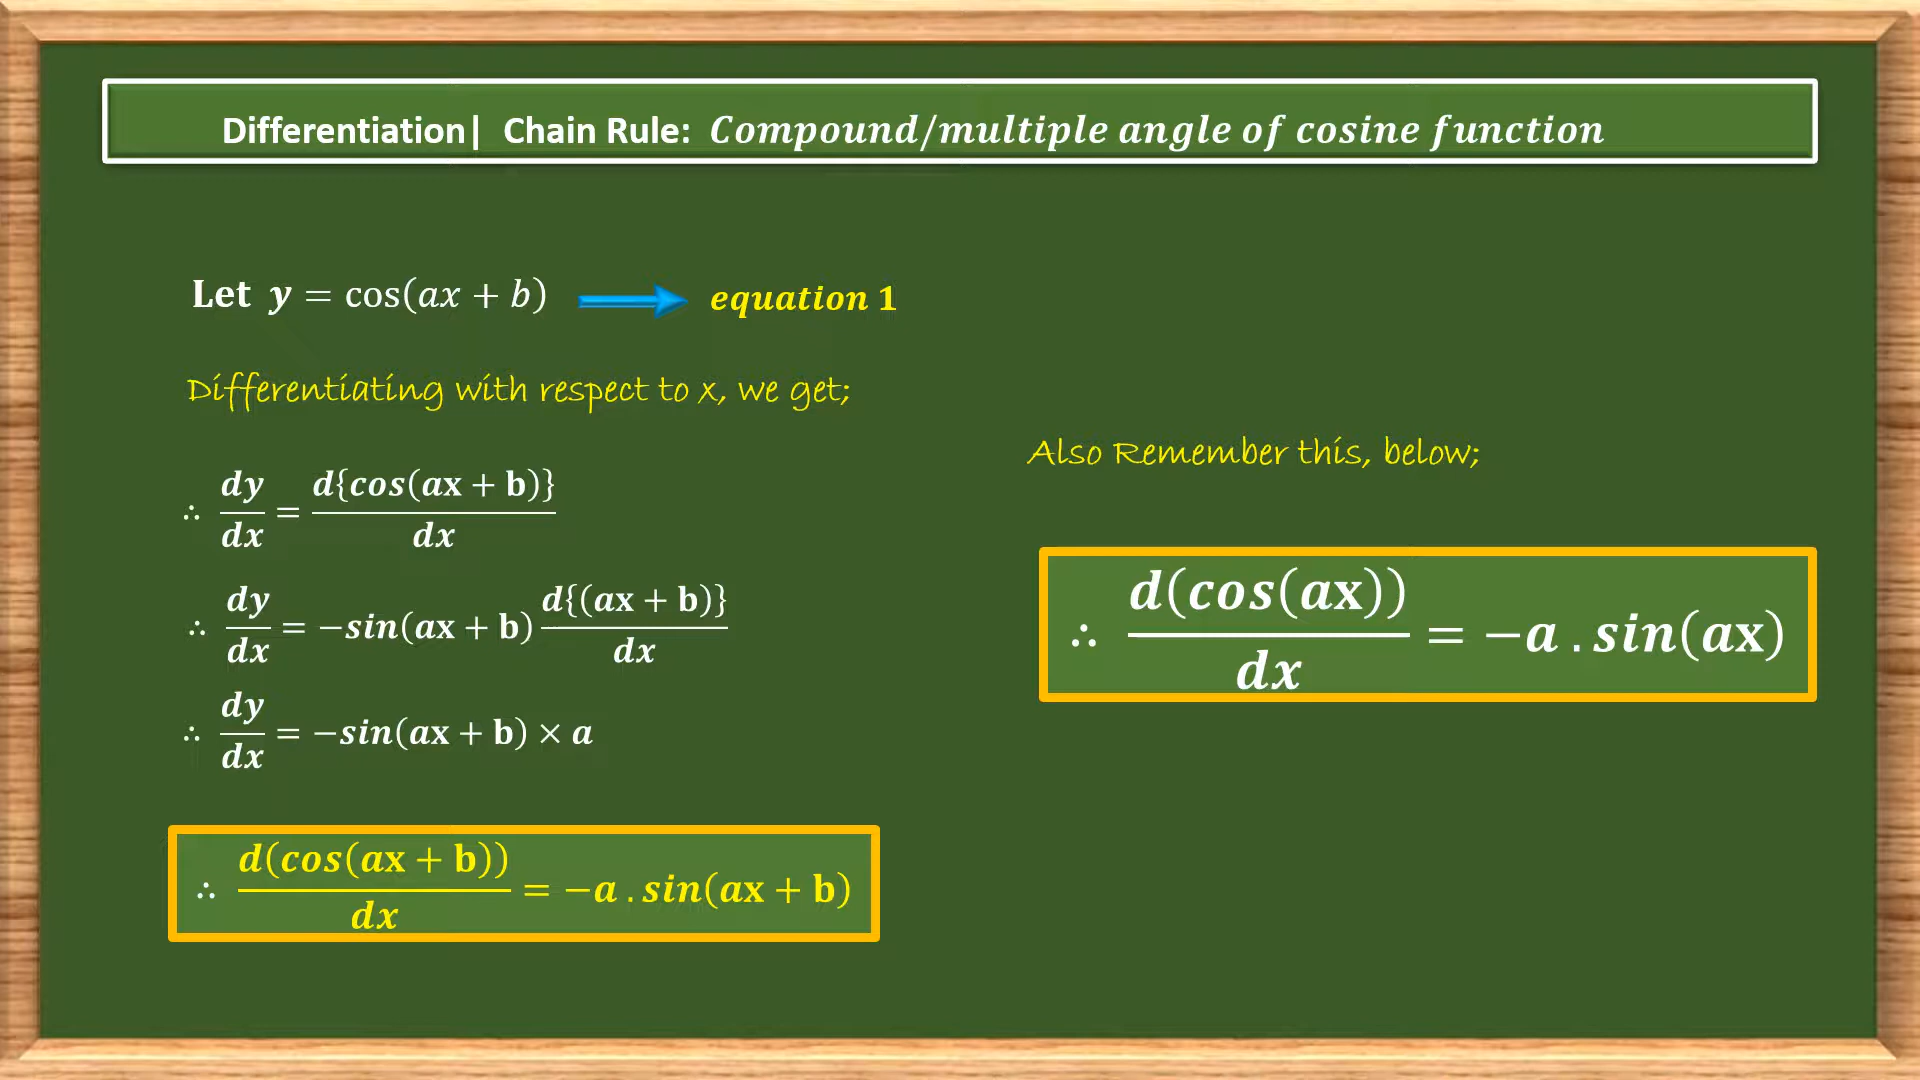 Differentiation| Chain Rule: Compound/multiple angle of cosine function
Let y = cos(ax + b) equation 1
Differentiating with respect to x, we get;
∴ dy/dx = d{cos(ax + b)}/dx
∴ dy/dx = −sin(ax + b) d{(ax + b)}/dx
∴ dy/dx = −sin(ax + b) × a
∴ d(cos(ax + b))/dx = −a . sin(ax + b)
Also Remember this, below;
∴ d(cos(ax))/dx = −a . sin(ax)